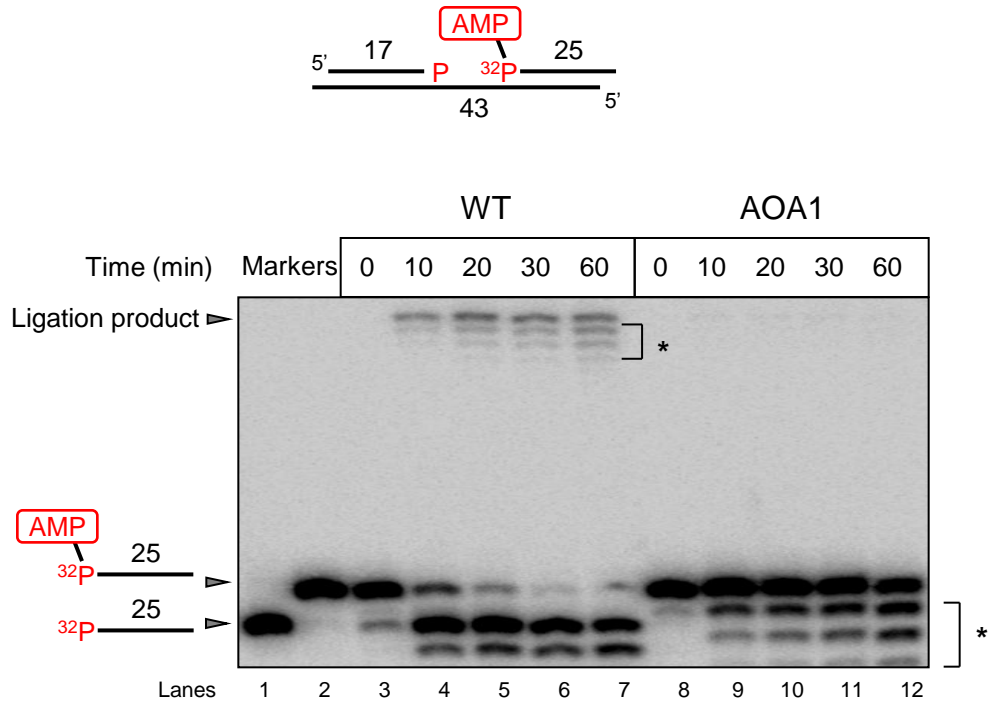 AMP
17 25
5’ P ³²P
43 5’
WT AOA1
Time (min) Markers 0 10 20 30 60 0 10 20 30 60
Ligation product
*
AMP
25
³²P
25
³²P
*
Lanes 1 2 3 4 5 6 7 8 9 10 11 12